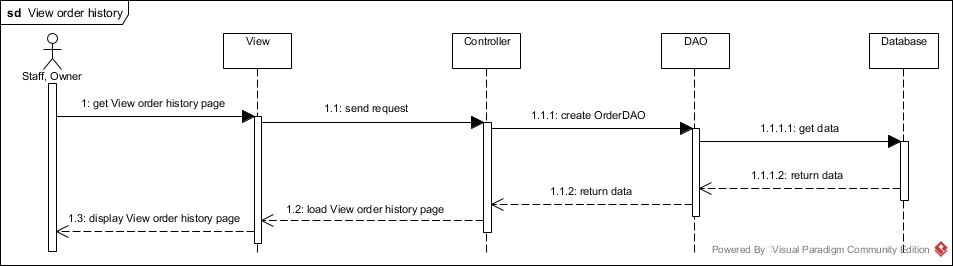 sd View order history
View
Controller
DAO
Database
Staff, Owner
1: get View order history page
1.1: send request
1.1.1: create OrderDAO
1.1.1.1: get data
1.1.1.2: return data
1.1.2: return data
1.2: load View order history page
1.3: display View order history page
Powered By Visual Paradigm Community Edition